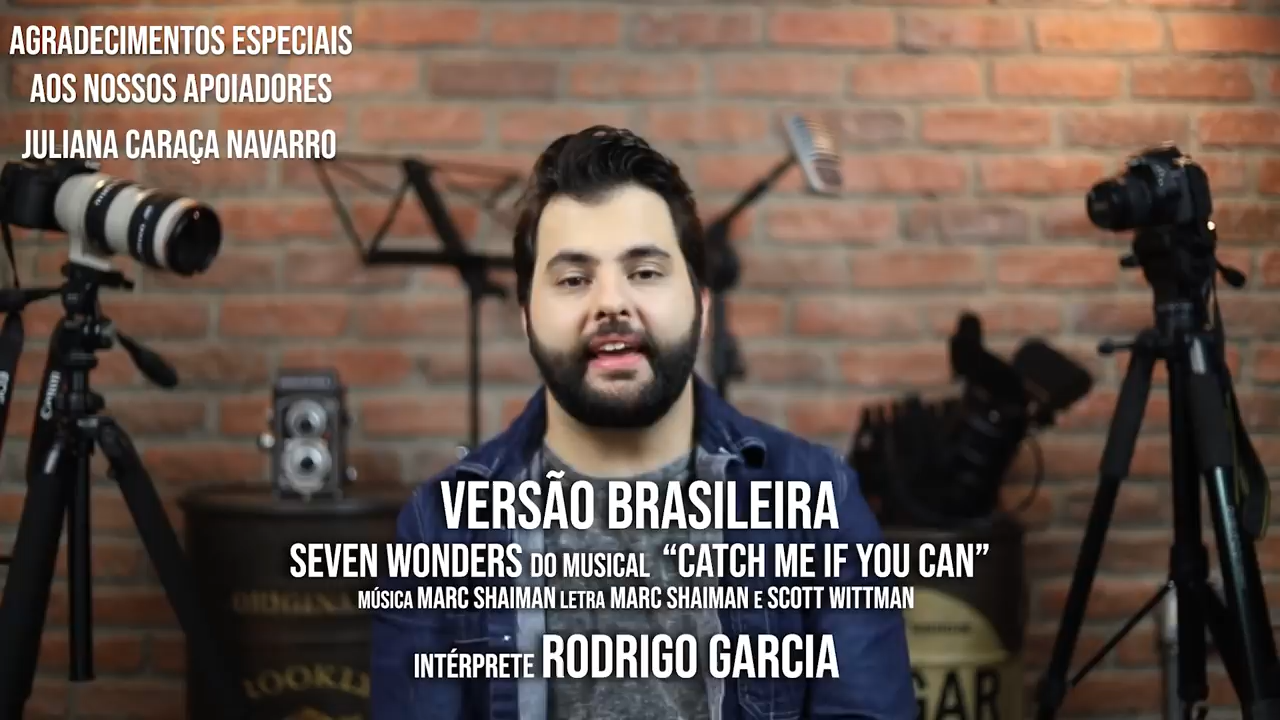 AGRADECIMENTOS ESPECIAIS
AOS NOSSOS APOIADORES
JULIANA CARAÇA NAVARRO
Canon
VERSÃO BRASILEIRA
SEVEN WONDERS DO MUSICAL “CATCH ME IF YOU CAN”
MÚSICA MARC SHAIMAN LETRA MARC SHAIMAN E SCOTT WITTMAN
INTÉRPRETE RODRIGO GARCIA